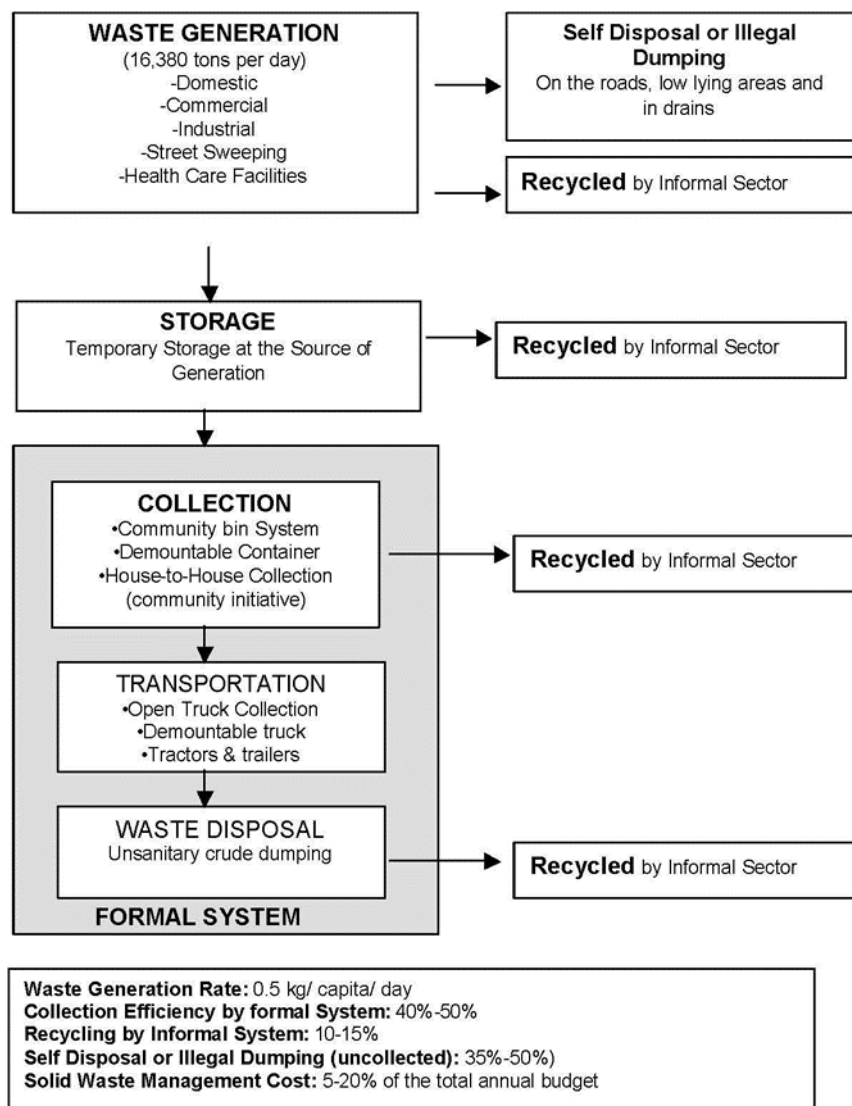 WASTE GENERATION
(16,380 tons per day)
-Domestic
-Commercial
-Industrial
-Street Sweeping
-Health Care Facilities
Self Disposal or Illegal
Dumping
On the roads, low lying areas and
in drains
Recycled by Informal Sector
STORAGE
Temporary Storage at the Source of
Generation
Recycled by Informal Sector
COLLECTION
•Community bin System
•Demountable Container
•House-to-House Collection
(community initiative)
Recycled by Informal Sector
TRANSPORTATION
•Open Truck Collection
•Demountable truck
•Tractors & trailers
WASTE DISPOSAL
Unsanitary crude dumping
Recycled by Informal Sector
FORMAL SYSTEM
Waste Generation Rate: 0.5 kg/ capita/ day
Collection Efficiency by formal System: 40%-50%
Recycling by Informal System: 10-15%
Self Disposal or Illegal Dumping (uncollected): 35%-50%)
Solid Waste Management Cost: 5-20% of the total annual budget